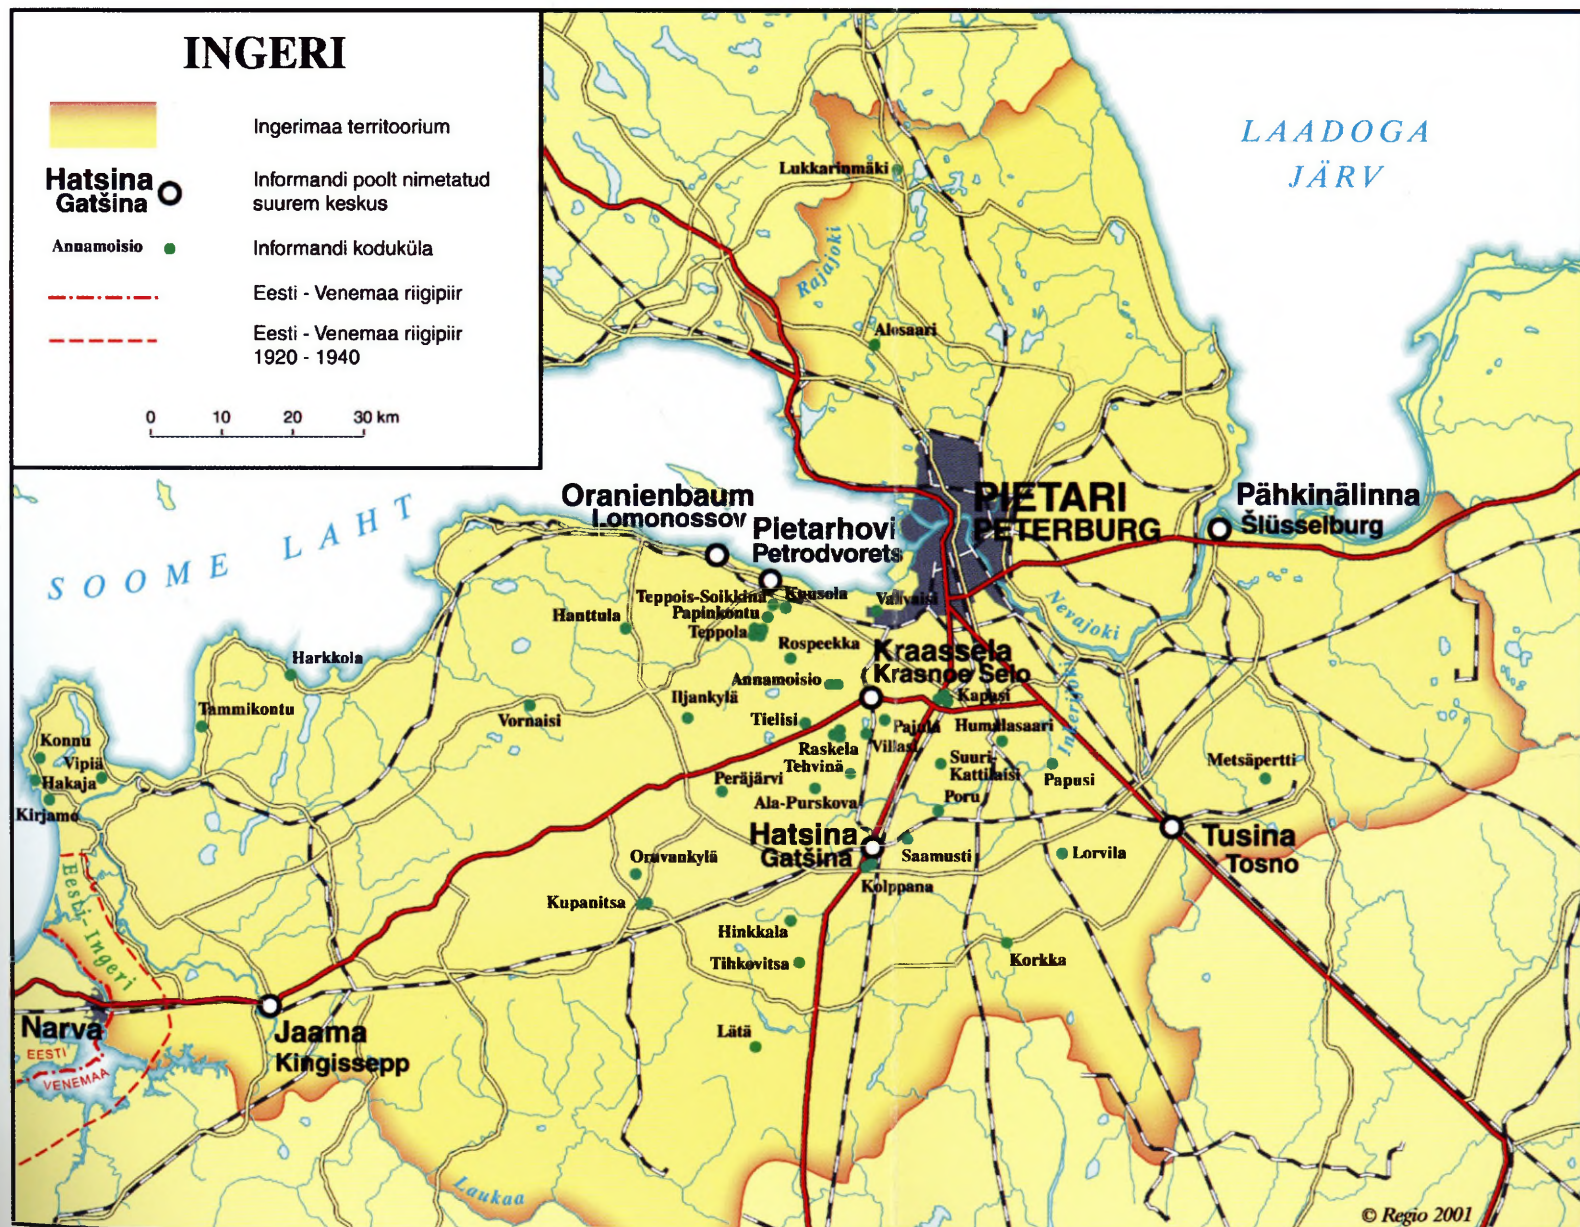 INGERI
Ingerimaa territoorium
Hatsina
Gatšina
Informandi poolt nimetatud
suurem keskus
Annamoisio
Informandi koduküla
Eesti - Venemaa riigipiir
Eesti - Venemaa riigipiir
1920 - 1940
0 10 20 30 km
LAADOGA
JÄRV
Lukkarinmäki
Rajajoki
Alosaari
SOOME LAHT
Oranienbaum
Lomonossov
Pietarhovi
Petrodvorets
PIETARI
PETERBURG
Pähkinälinna
Šlüsselburg
Teppois-Soikkina
Kuusola
Valivaisi
Nevajoki
Hanttula
Papinkontu
Teppola
Rospeekka
Kraassela
Krasnoe Selo
Harkkola
Annamoisio
Iljankylä
Kapusi
Inkerijoki
Tammikontu
Vornaisi
Tielisi
Pajula
Humalasaari
Konnu
Vipiä
Raskela
Villasi
Hakaja
Tehvinä
Suuri-
Kattilaisi
Papusi
Metsäpertti
Kirjamo
Peräjärvi
Ala-Purskova
Poru
Hatsina
Gatšina
Saamusti
Lorvila
Tusina
Tosno
Eesti-Ingeri
Oravankylä
Kolppana
Kupanitsa
Hinkkala
Tihkovitsa
Korkka
Narva
Jaama
Kingissepp
Lätä
EESTI
VENEMAA
Laukaa
© Regio 2001